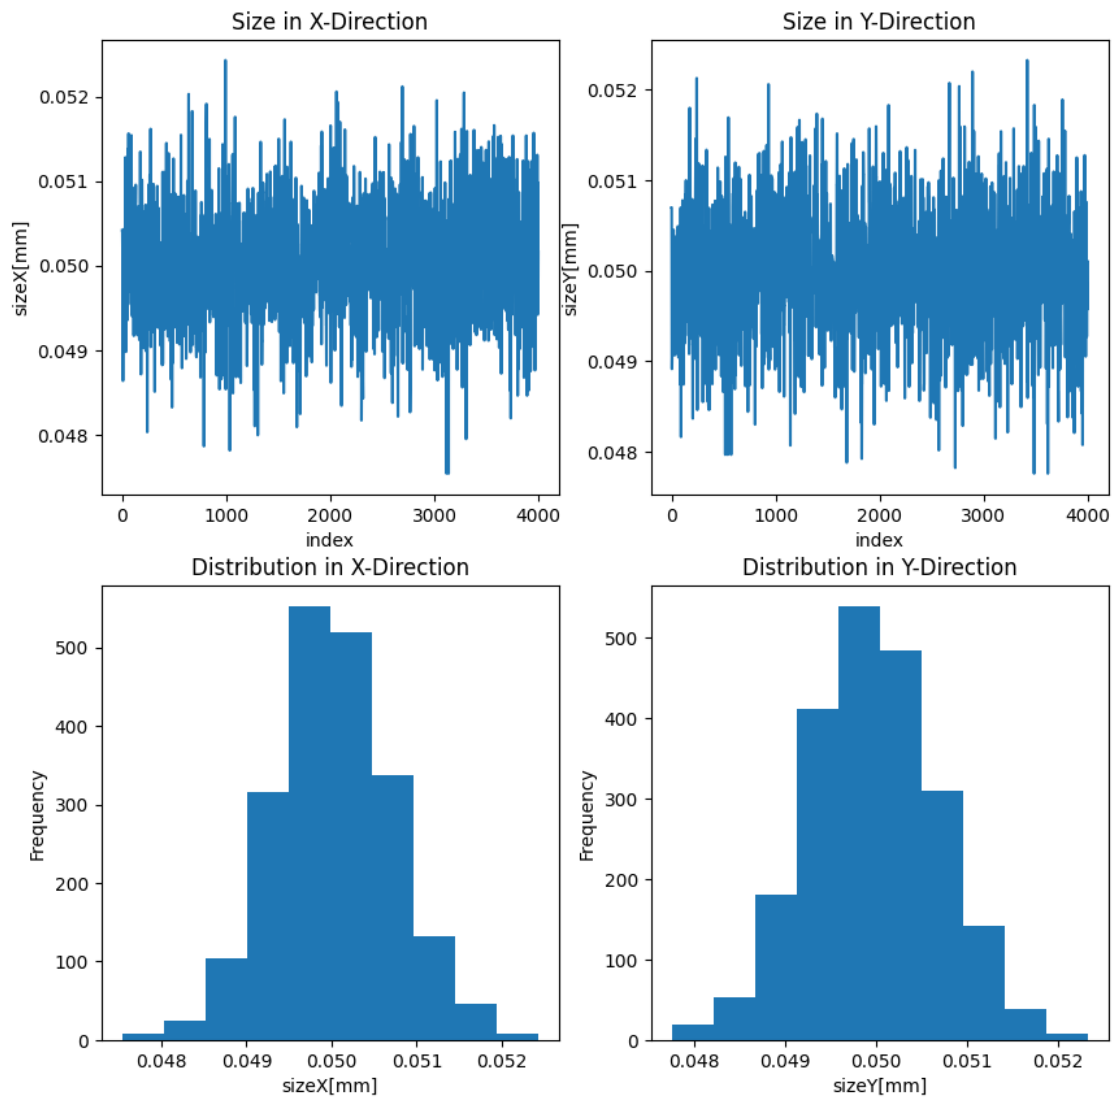 Size in X-Direction
sizeX[mm]
0.052
0.051
0.050
0.049
0.048
0 1000 2000 3000 4000
index
Size in Y-Direction
sizeY[mm]
0.052
0.051
0.050
0.049
0.048
0 1000 2000 3000 4000
index
Distribution in X-Direction
Frequency
500
400
300
200
100
0
0.048 0.049 0.050 0.051 0.052
sizeX[mm]
Distribution in Y-Direction
Frequency
500
400
300
200
100
0
0.048 0.049 0.050 0.051 0.052
sizeY[mm]